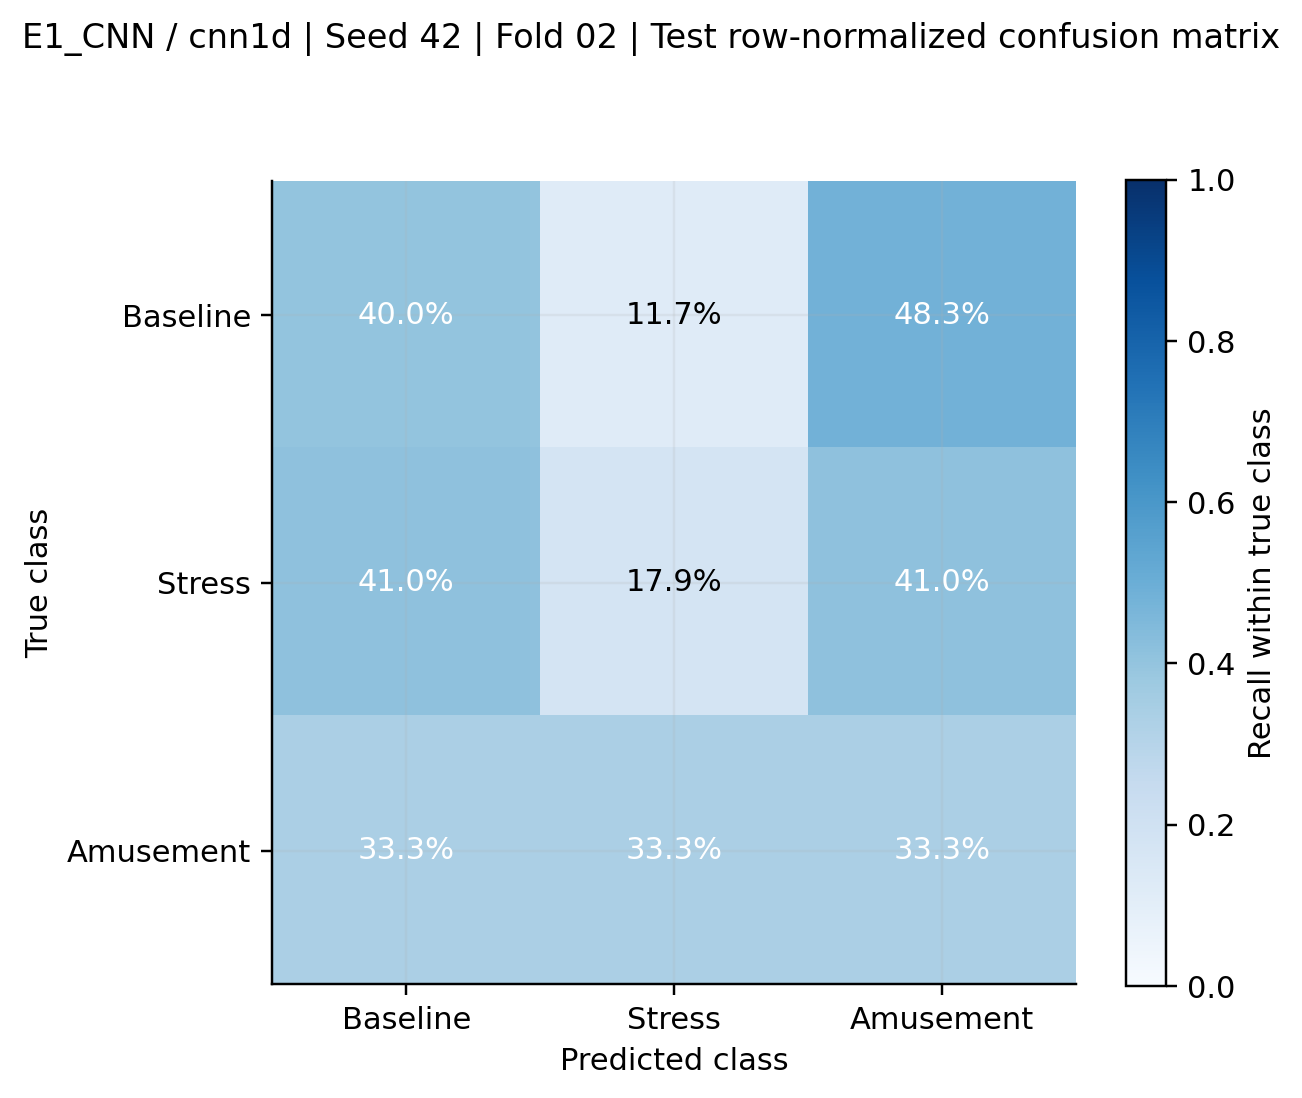 E1_CNN / cnn1d | Seed 42 | Fold 02 | Test row-normalized confusion matrix
True class
Baseline 40.0% 11.7% 48.3%
Stress 41.0% 17.9% 41.0%
Amusement 33.3% 33.3% 33.3%
Baseline Stress Amusement
Predicted class
1.0
0.8
0.6
0.4
0.2
0.0
Recall within true class